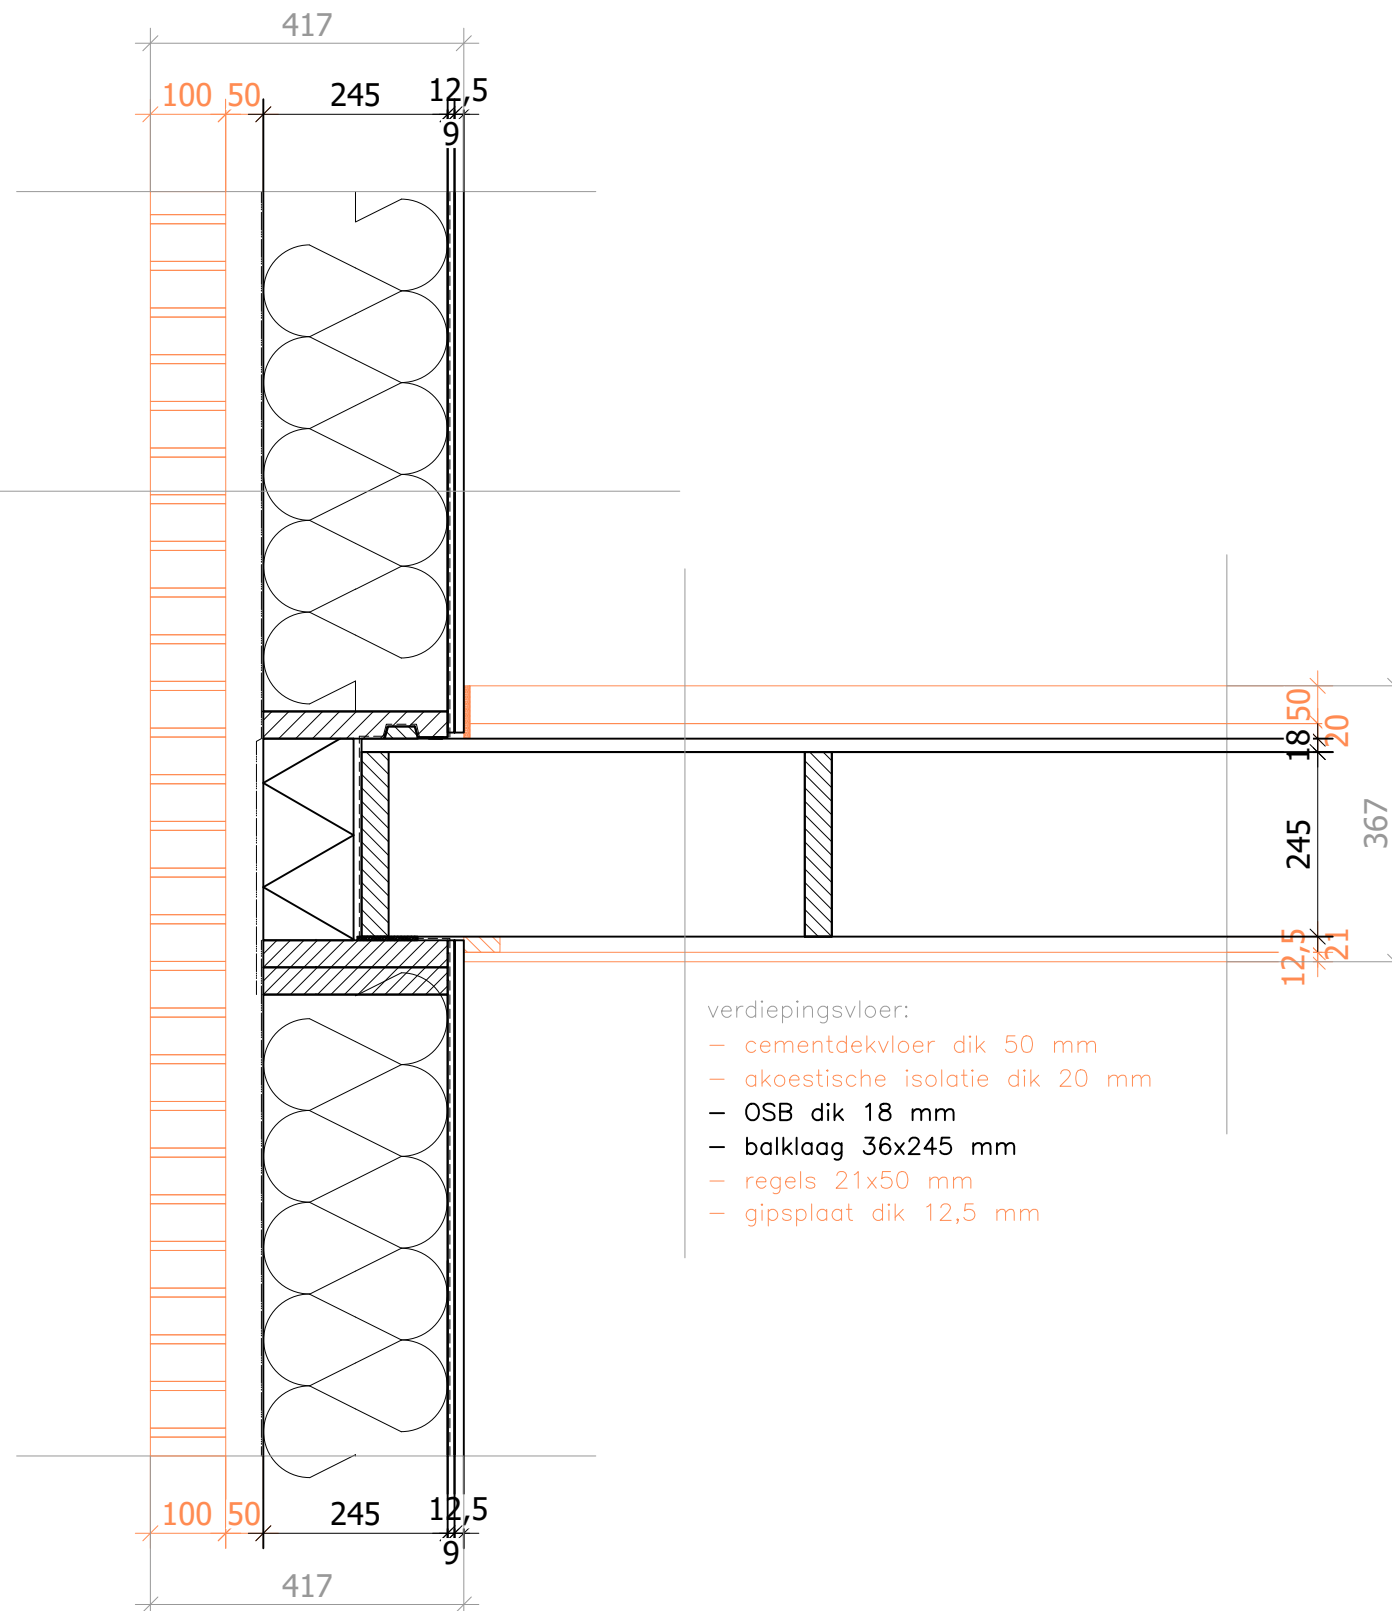 417
100 50 245 12,5
9
50
20
18
245
367
12,5
21
verdiepingsvloer:
– cementdekvloer dik 50 mm
– akoestische isolatie dik 20 mm
– OSB dik 18 mm
– balklaag 36x245 mm
– regels 21x50 mm
– gipsplaat dik 12,5 mm
100 50 245 12,5
9
417